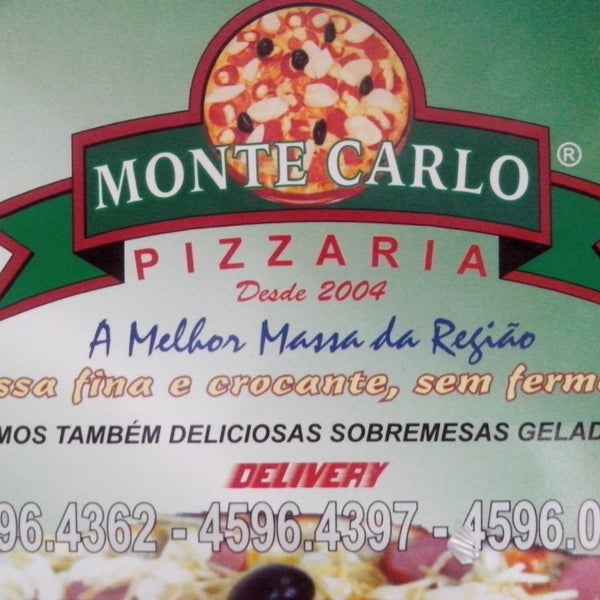 MONTE CARLO ®
PIZZARIA
Desde 2004
A Melhor Massa da Região
ssa fina e crocante, sem ferm
MOS TAMBÉM DELICIOSAS SOBREMESAS GELAD
DELIVERY
96.4362 - 4596.4397 - 4596.0